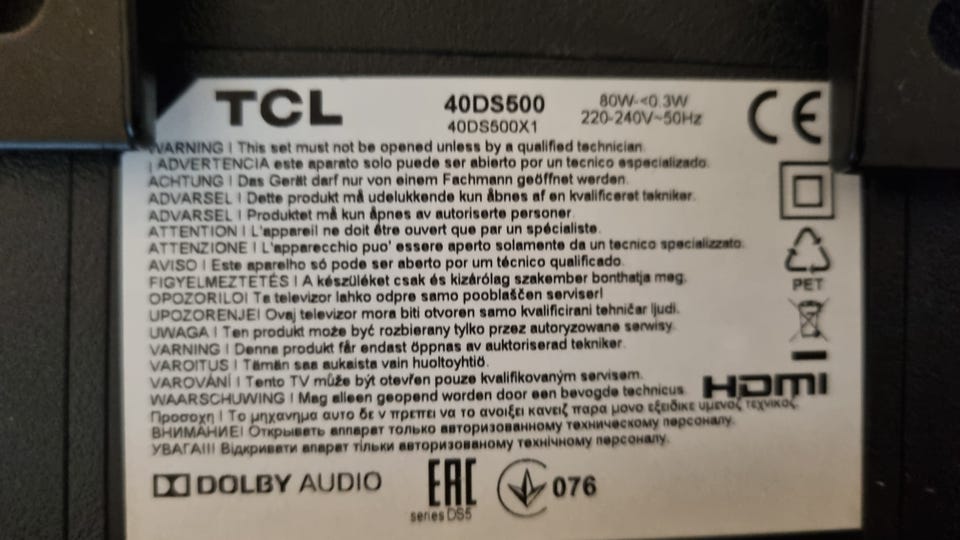 TCL
40DS500
40DS500X1
80W-<0.3W
220-240V~50Hz
CE
WARNING ! This set must not be opened unless by a qualified technician.
¡ ADVERTENCIA este aparato solo puede ser abierto por un tecnico especializado.
ACHTUNG ! Das Gerät darf nur von einem Fachmann geöffnet werden.
ADVARSEL ! Dette produkt må udelukkende kun åbnes af en kvalificeret tekniker.
ADVARSEL ! Produktet må kun åpnes av autoriserte personer.
ATTENTION ! L'appareil ne doit être ouvert que par un spécialiste.
ATTENZIONE ! L'apparecchio puo' essere aperto solamente da un tecnico specializzato.
AVISO ! Este aparelho só pode ser aberto por um técnico qualificado.
FIGYELMEZTETÉS ! A készüléket csak és kizárólag szakember bonthatja meg.
OPOZORILO! Ta televizor lahko odpre samo pooblaščen serviser!
UPOZORENJE! Ovaj televizor mora biti otvoren samo kvalificirani tehničar ljudi.
UWAGA ! Ten produkt może być rozbierany tylko przez autoryzowane serwisy.
VARNING ! Denna produkt får endast öppnas av auktoriserad tekniker.
VAROITUS ! Tämän saa aukaista vain huoltoyhtiö.
VAROVÁNÍ ! Tento TV může být otevřen pouze kvalifikovaným servisem.
WAARSCHUWING ! Mag alleen geopend worden door een bevogde technicus.
Προσοχη ! Το μηχανημα αυτο δε ν πρεπει να το ανοιξει κανειζ παρα μονο εξειδικε υμενοζ τεχνικοζ.
ВНИМАНИЕ! Открывать аппарат только авторизованному техническому персоналу.
УВАГА!!! Відкривати апарат тільки авторизованому технічному персоналу.
PET
HDMI
DOLBY AUDIO
EAC
series DS5
076